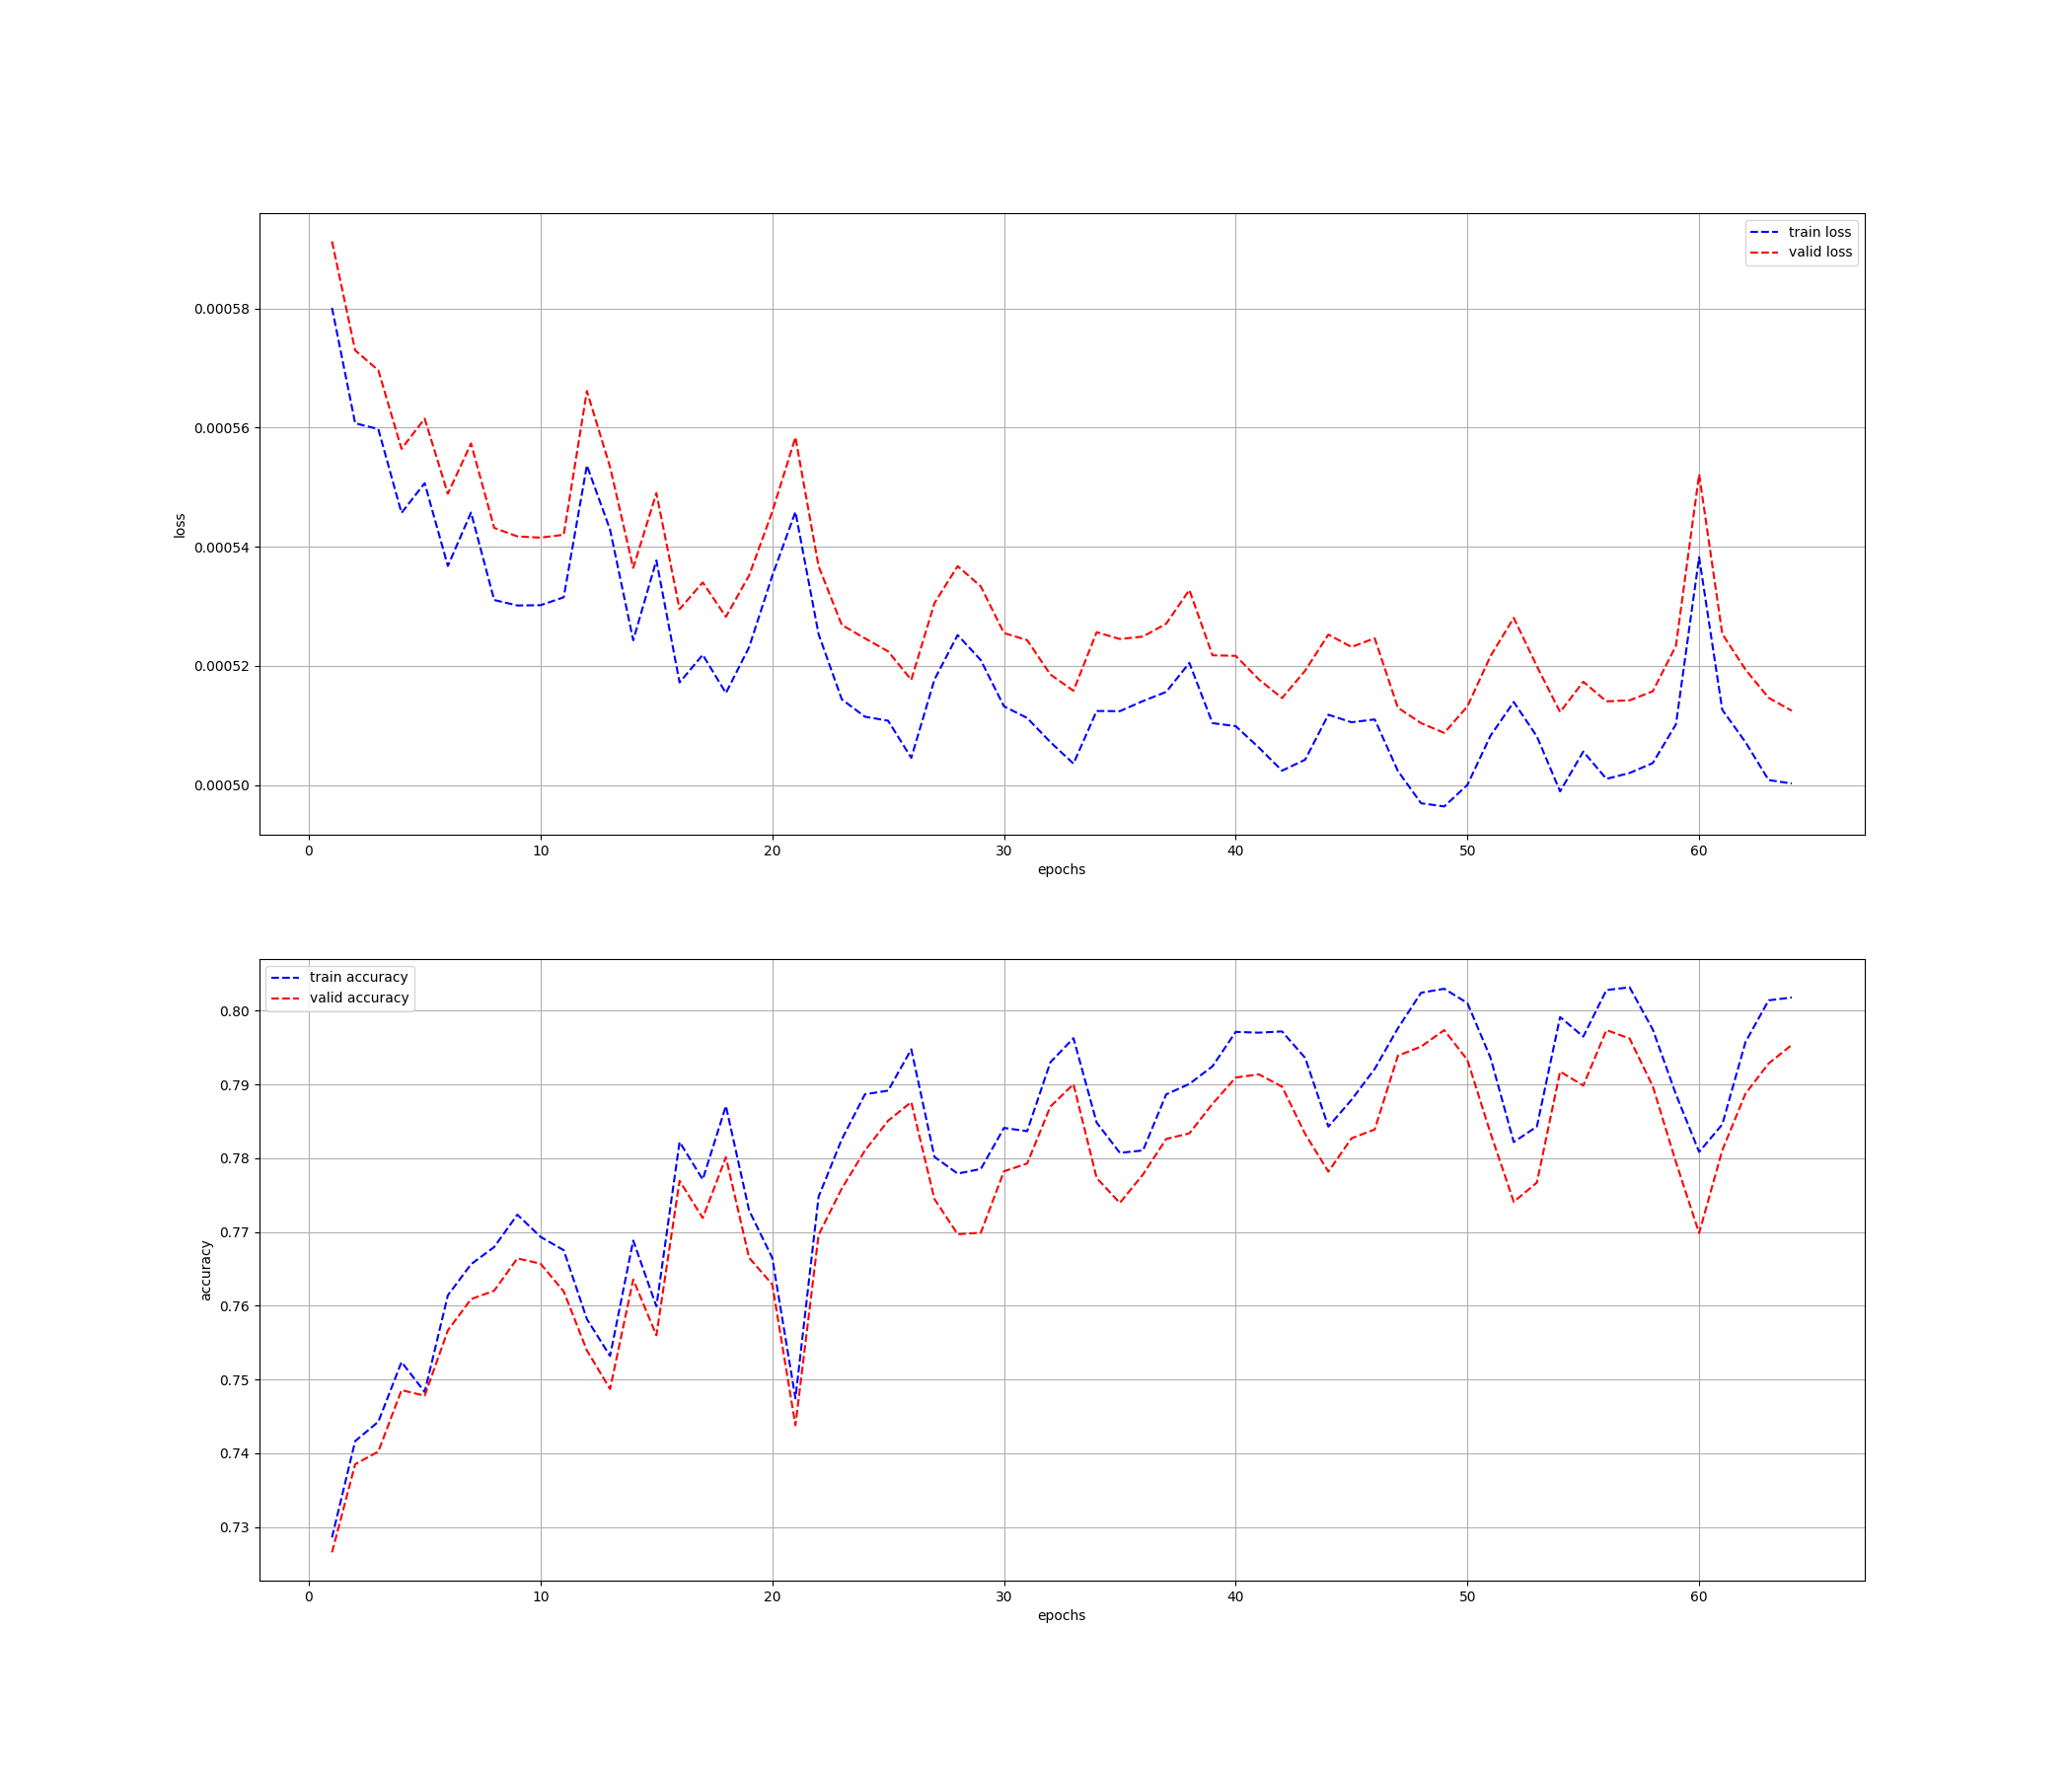 train loss
valid loss
0.00058
0.00056
0.00054
0.00052
0.00050
loss
0 10 20 30 40 50 60
epochs
train accuracy
valid accuracy
0.80
0.79
0.78
0.77
0.76
0.75
0.74
0.73
accuracy
0 10 20 30 40 50 60
epochs